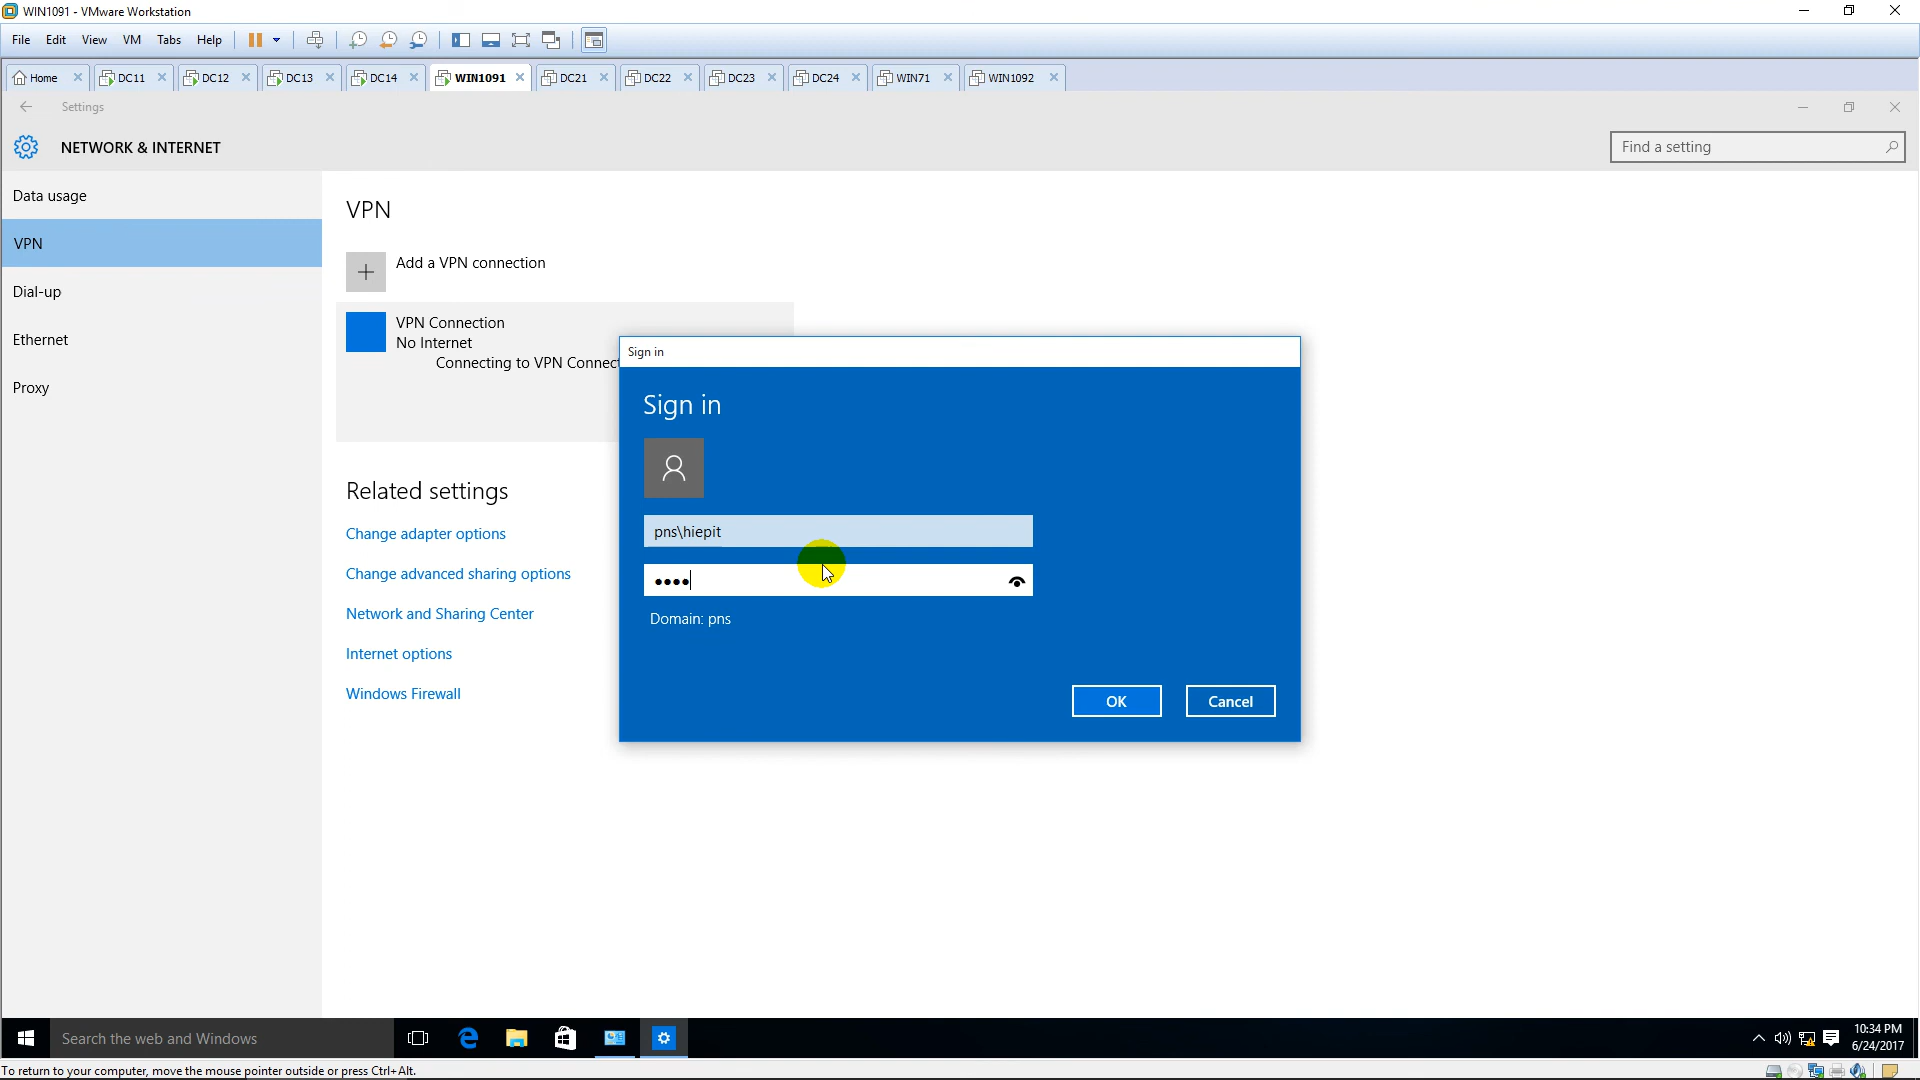 WIN1091 - VMware Workstation
File Edit View VM Tabs Help
Home DC11 DC12 DC13 DC14 WIN1091 DC21 DC22 DC23 DC24 WIN71 WIN1092
Settings
NETWORK & INTERNET
Find a setting
Data usage
VPN
Dial-up
Ethernet
Proxy
VPN
Add a VPN connection
VPN Connection
No Internet
Connecting to VPN Connect
Related settings
Change adapter options
Change advanced sharing options
Network and Sharing Center
Internet options
Windows Firewall
Sign in
Sign in
pns\hiepit
••••
Domain: pns
OK Cancel
Search the web and Windows
10:34 PM
6/24/2017
To return to your computer, move the mouse pointer outside or press Ctrl+Alt.